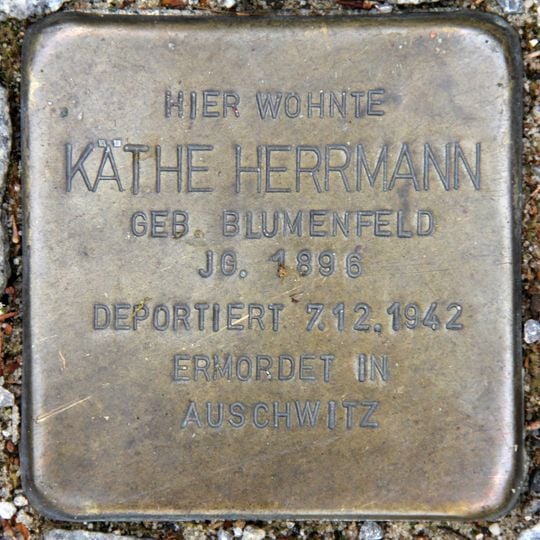 HIER WOHNTE
KÄTHE HERRMANN
GEB. BLUMENFELD
JG. 1896
DEPORTIERT 7.12.1942
ERMORDET IN
AUSCHWITZ